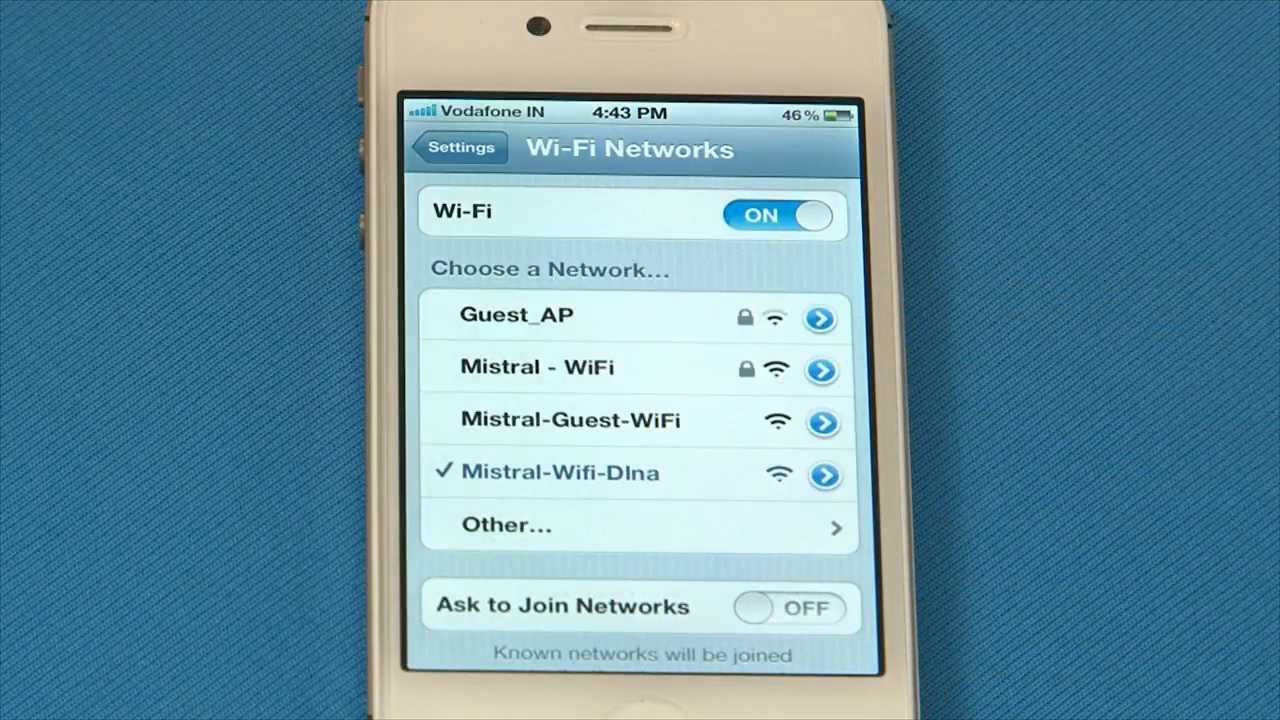 Vodafone IN 4:43 PM 46%
Settings Wi-Fi Networks
Wi-Fi ON
Choose a Network...
Guest_AP
Mistral - WiFi
Mistral-Guest-WiFi
✓ Mistral-Wifi-Dlna
Other...
Ask to Join Networks OFF
Known networks will be joined